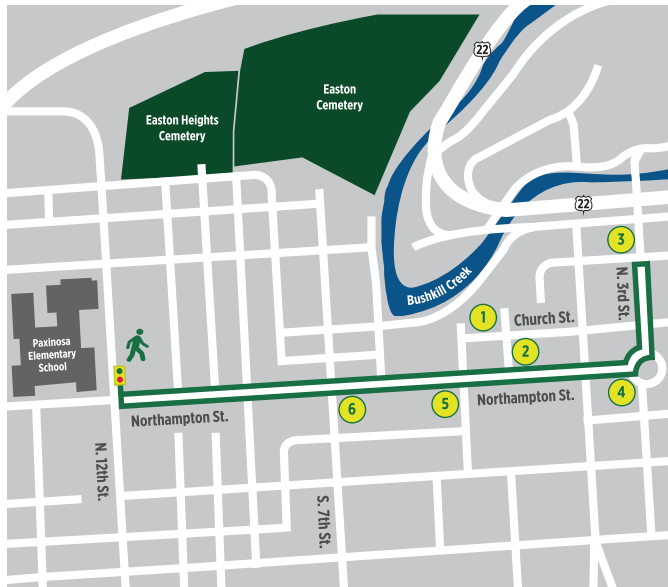 22
Easton
Cemetery
Easton Heights
Cemetery
22
3
N. 3rd St.
Bushkill Creek
1
Church St.
2
Paxinosa
Elementary
School
4
Northampton St.
5
6
Northampton St.
N. 12th St.
S. 7th St.